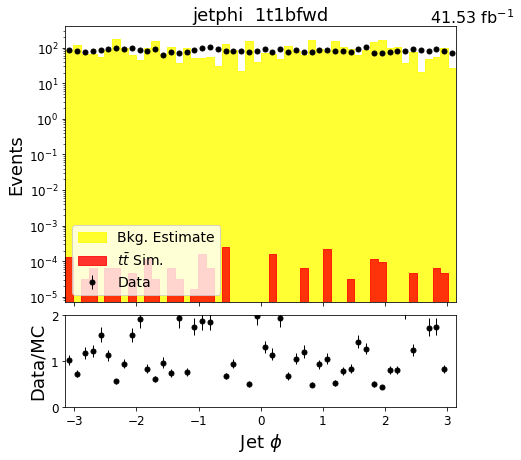 jetphi 1t1bfwd
41.53 fb⁻¹
Events
10²
10¹
10⁰
10⁻¹
10⁻²
10⁻³
10⁻⁴
10⁻⁵
Bkg. Estimate
tt̄ Sim.
Data
Data/MC
2
1
0
−3 −2 −1 0 1 2 3
Jet ϕ